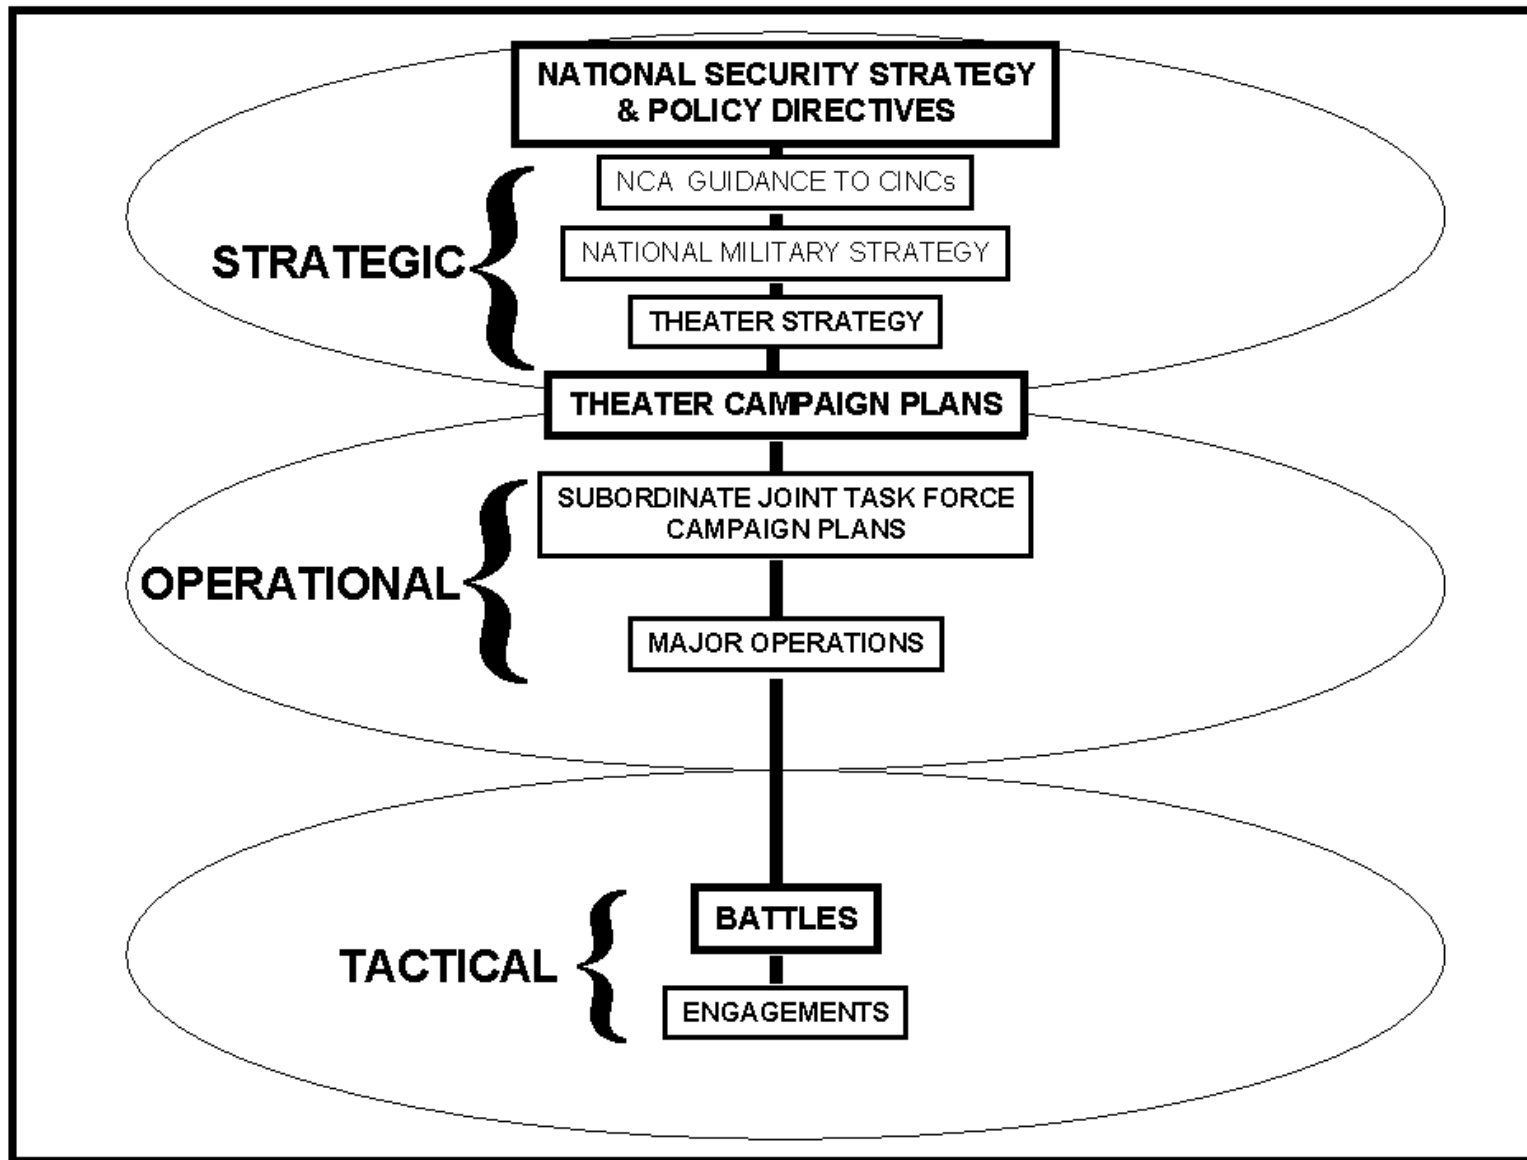 NATIONAL SECURITY STRATEGY
& POLICY DIRECTIVES
NCA GUIDANCE TO CINCs
STRATEGIC
NATIONAL MILITARY STRATEGY
THEATER STRATEGY
THEATER CAMPAIGN PLANS
SUBORDINATE JOINT TASK FORCE
CAMPAIGN PLANS
OPERATIONAL
MAJOR OPERATIONS
BATTLES
TACTICAL
ENGAGEMENTS